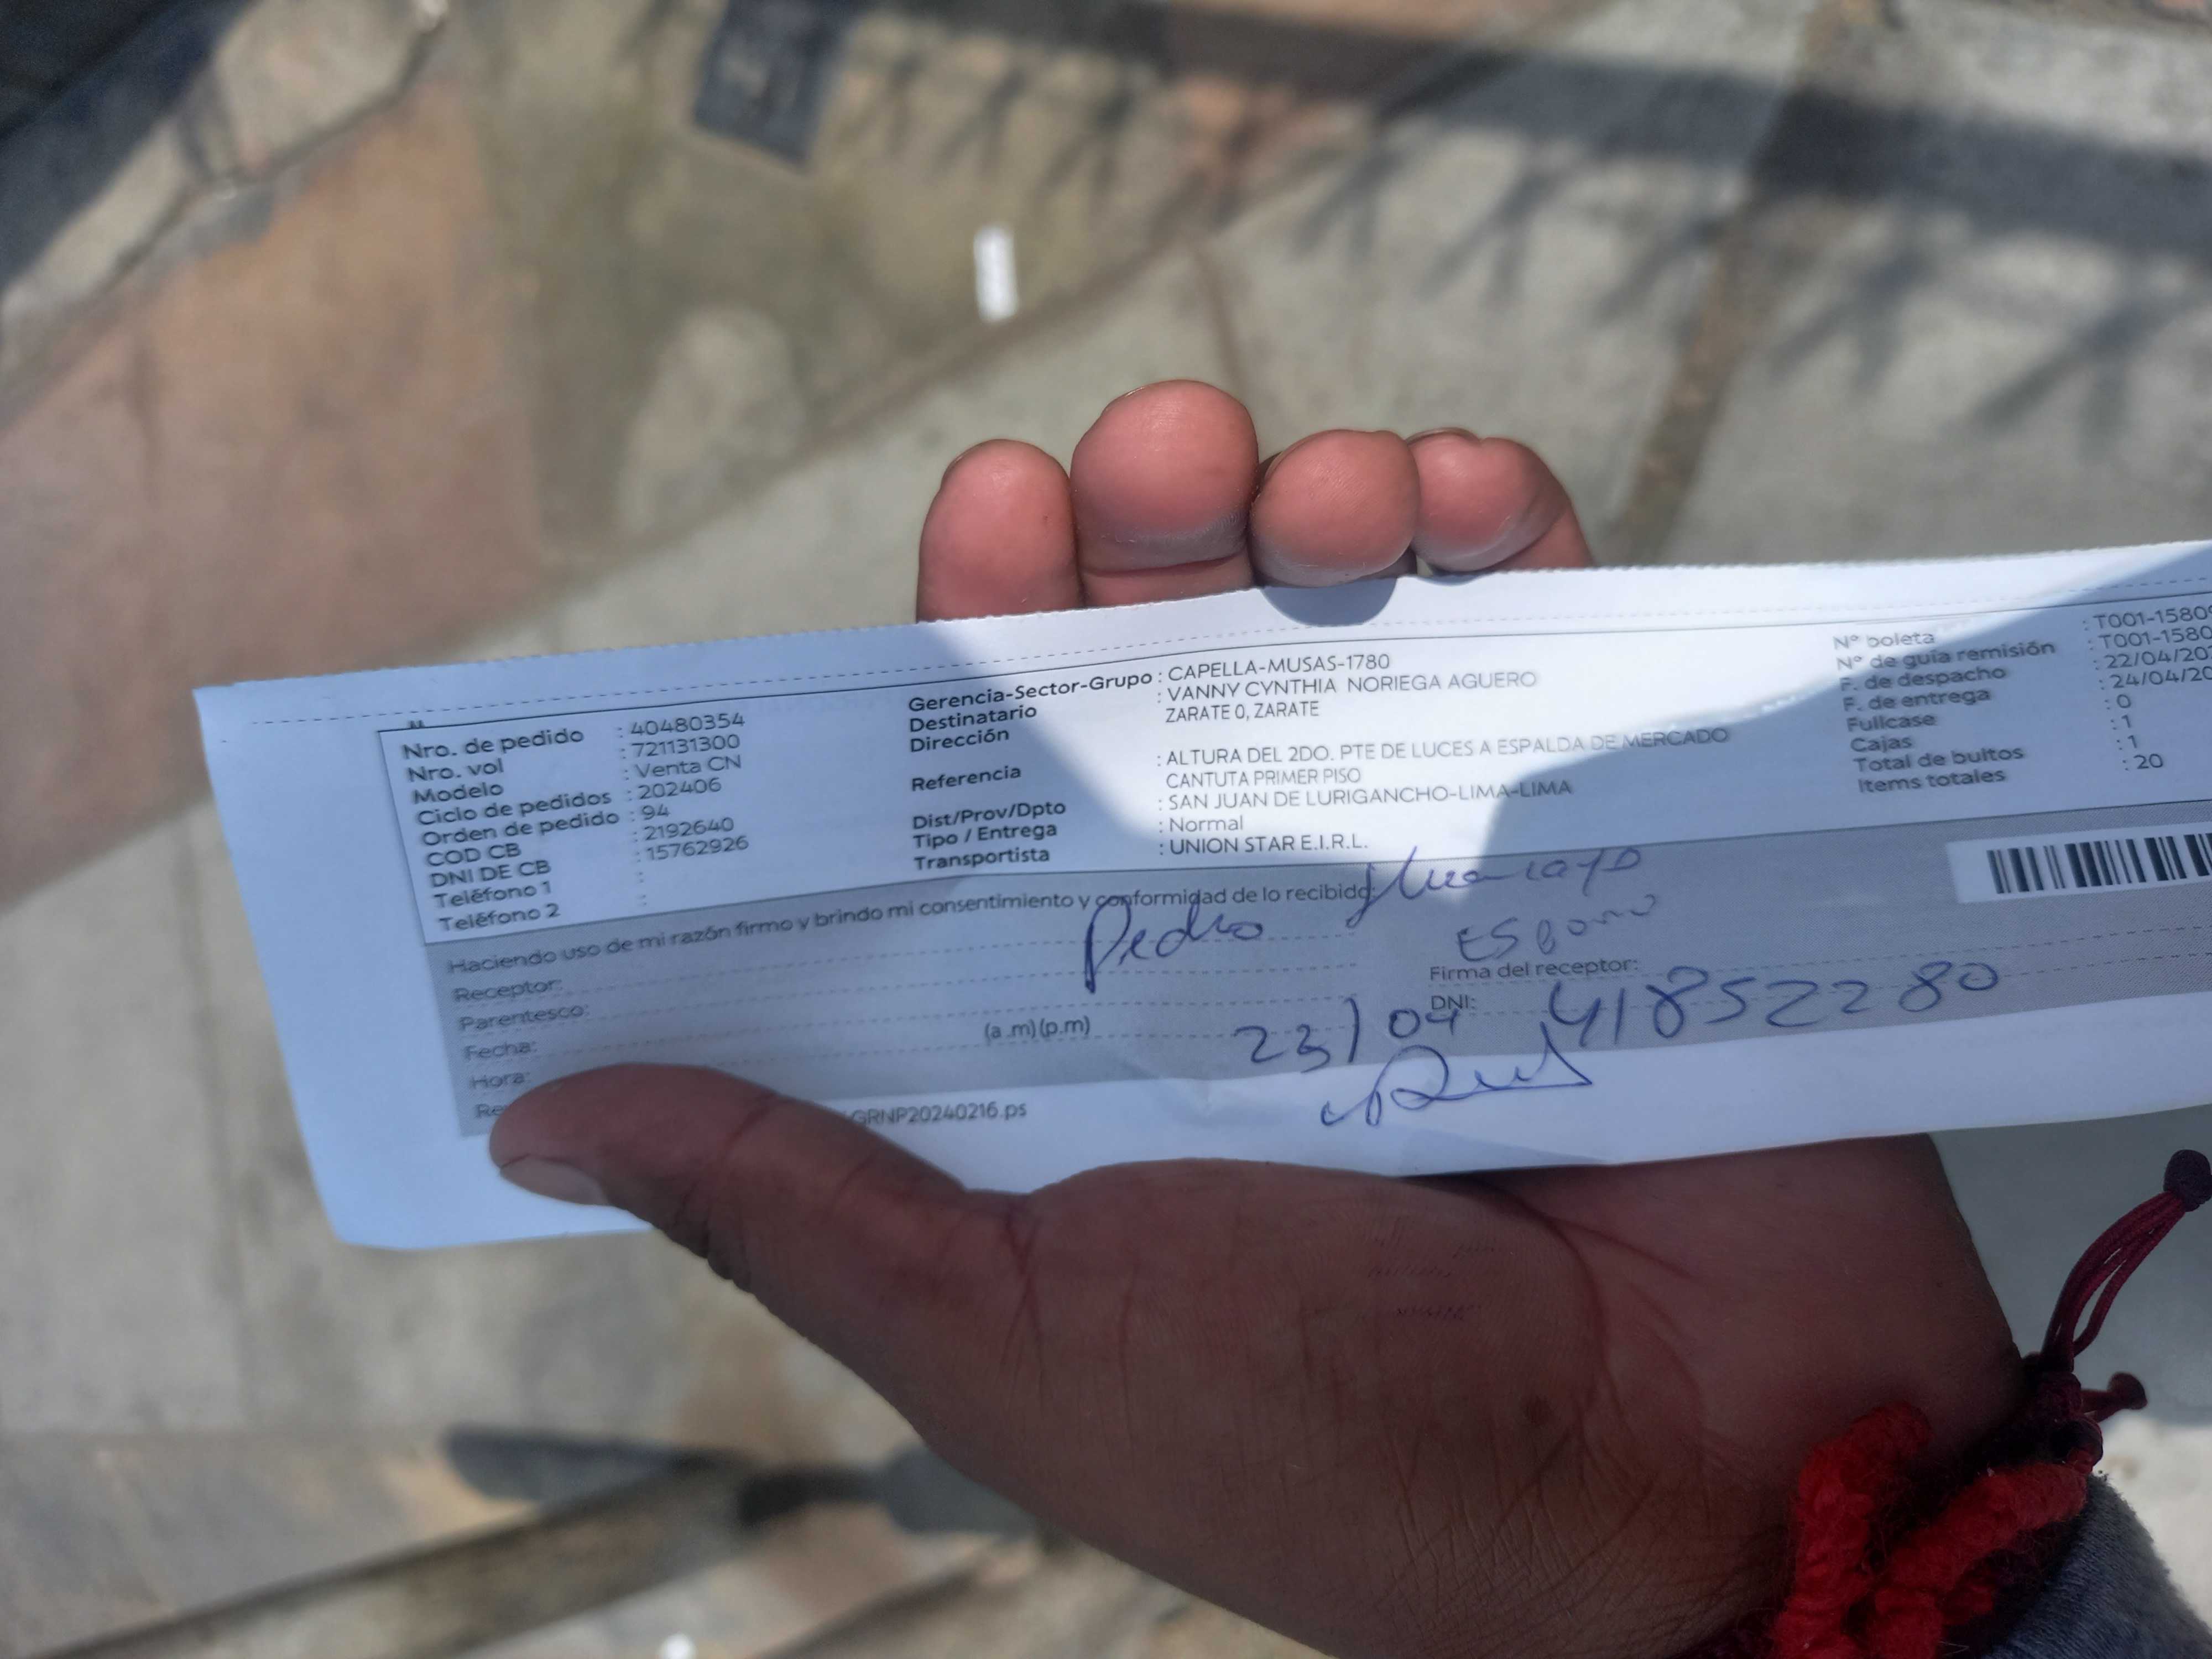 Nro. de pedido : 40480354
Nro. vol : 721131300
Modelo : Venta CN
Ciclo de pedidos : 202406
Orden de pedido : 94
COD CB : 2192640
DNI DE CB : 15762926
Teléfono 1 :
Teléfono 2 :
Gerencia-Sector-Grupo : CAPELLA-MUSAS-1780
Destinatario : VANNY CYNTHIA NORIEGA AGUERO
Dirección ZARATE 0, ZARATE
Referencia : ALTURA DEL 2DO. PTE DE LUCES A ESPALDA DE MERCADO
CANTUTA PRIMER PISO
Dist/Prov/Dpto : SAN JUAN DE LURIGANCHO-LIMA-LIMA
Tipo / Entrega : Normal
Transportista : UNION STAR E.I.R.L.
N° boleta : T001-1580
N° de guía remisión : T001-1580
F. de despacho : 22/04/20
F. de entrega : 24/04/20
Fullcase : 0
Cajas : 1
Total de bultos : 1
Items totales : 20
Haciendo uso de mi razón firmo y brindo mi consentimiento y conformidad de lo recibido:
Receptor: Pedro Huancayo
Parentesco: Esposo
Firma del receptor:
Fecha:
DNI: 41852280
Hora: (a.m)(p.m) 23/04
Re
GRNP20240216.ps